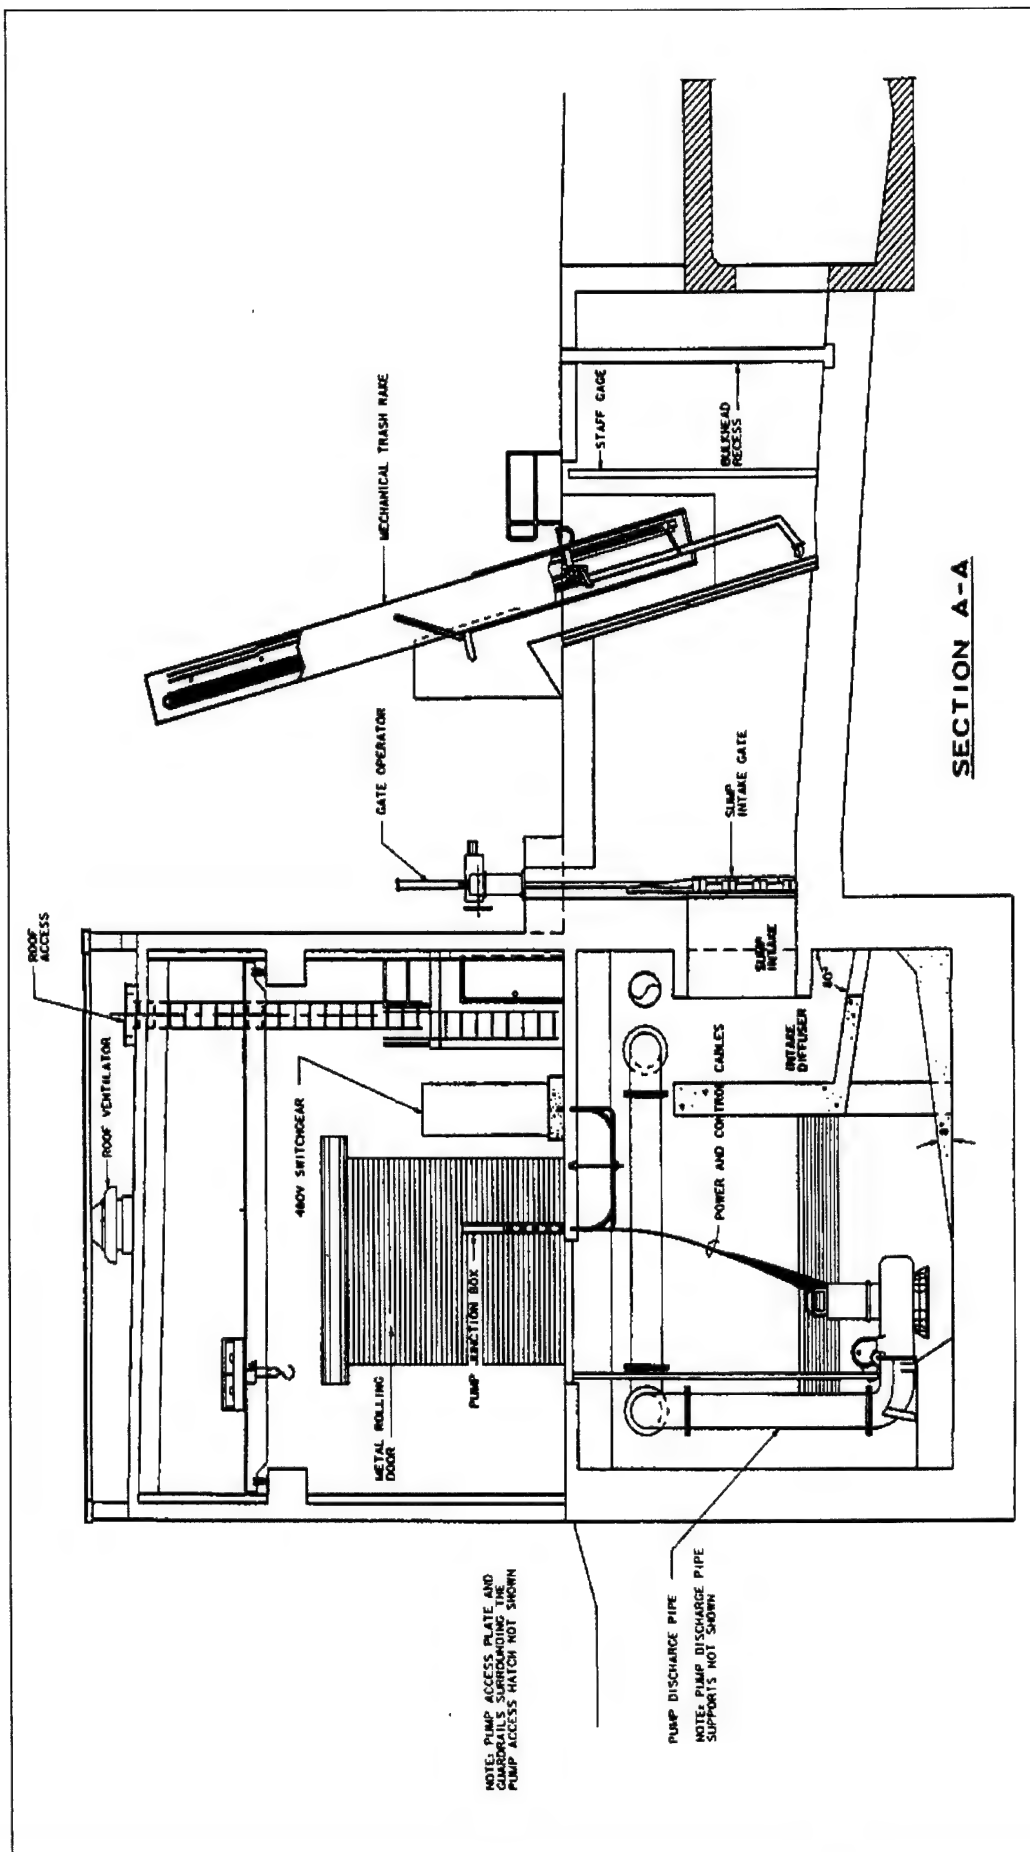 ROOF
ACCESS
ROOF VENTILATOR
480V SWITCHGEAR
METAL ROLLING
DOOR
PUMP JUNCTION BOX
GATE OPERATOR
MECHANICAL TRASH RAKE
STAFF GAGE
BULKHEAD
RECESS
SUMP
INTAKE GATE
SUMP
INTAKE
80°
INTAKE
DIFFUSER
POWER AND CONTROL CABLES
8°
NOTE: PUMP ACCESS PLATE AND
GUARDRAILS SURROUNDING THE
PUMP ACCESS HATCH NOT SHOWN
PUMP DISCHARGE PIPE
NOTE: PUMP DISCHARGE PIPE
SUPPORTS NOT SHOWN
SECTION A-A